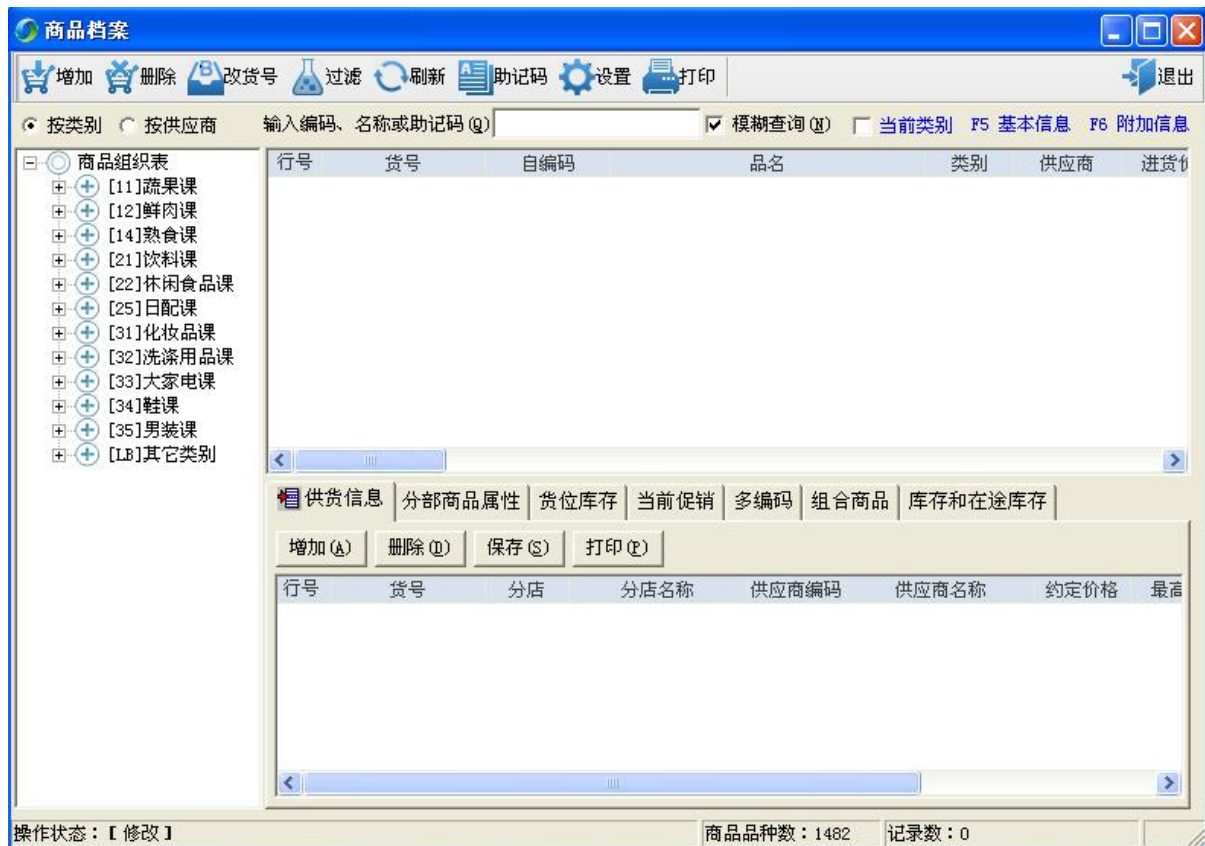 商品档案
增加 删除 改货号 过滤 刷新 助记码 设置 打印 退出
按类别 按供应商 输入编码、名称或助记码(Q) 模糊查询(N) 当前类别 F5 基本信息 F6 附加信息
商品组织表
[11]蔬果课
[12]鲜肉课
[14]熟食课
[21]饮料课
[22]休闲食品课
[25]日配课
[31]化妆品课
[32]洗涤用品课
[33]大家电课
[34]鞋课
[35]男装课
[LB]其它类别
行号 货号 自编码 品名 类别 供应商 进货价
供货信息 分部商品属性 货位库存 当前促销 多编码 组合商品 库存和在途库存
增加(A) 删除(D) 保存(S) 打印(P)
行号 货号 分店 分店名称 供应商编码 供应商名称 约定价格 最高
操作状态：【修改】 商品品种数：1482 记录数：0